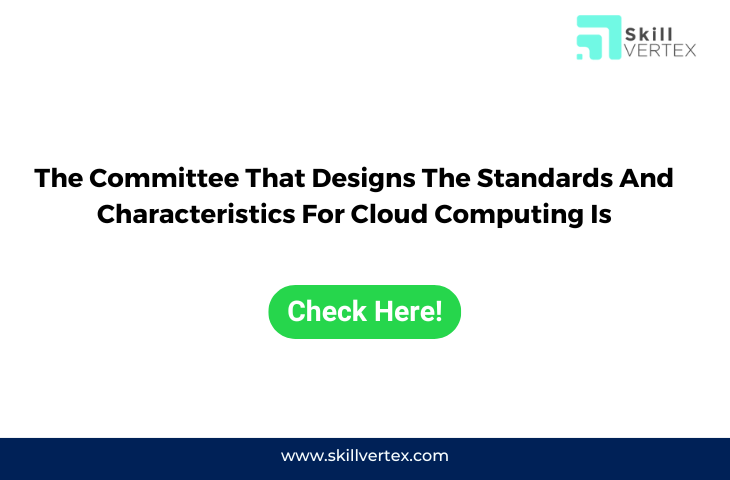 Skill
VERTEX
The Committee That Designs The Standards And
Characteristics For Cloud Computing Is
Check Here!
www.skillvertex.com